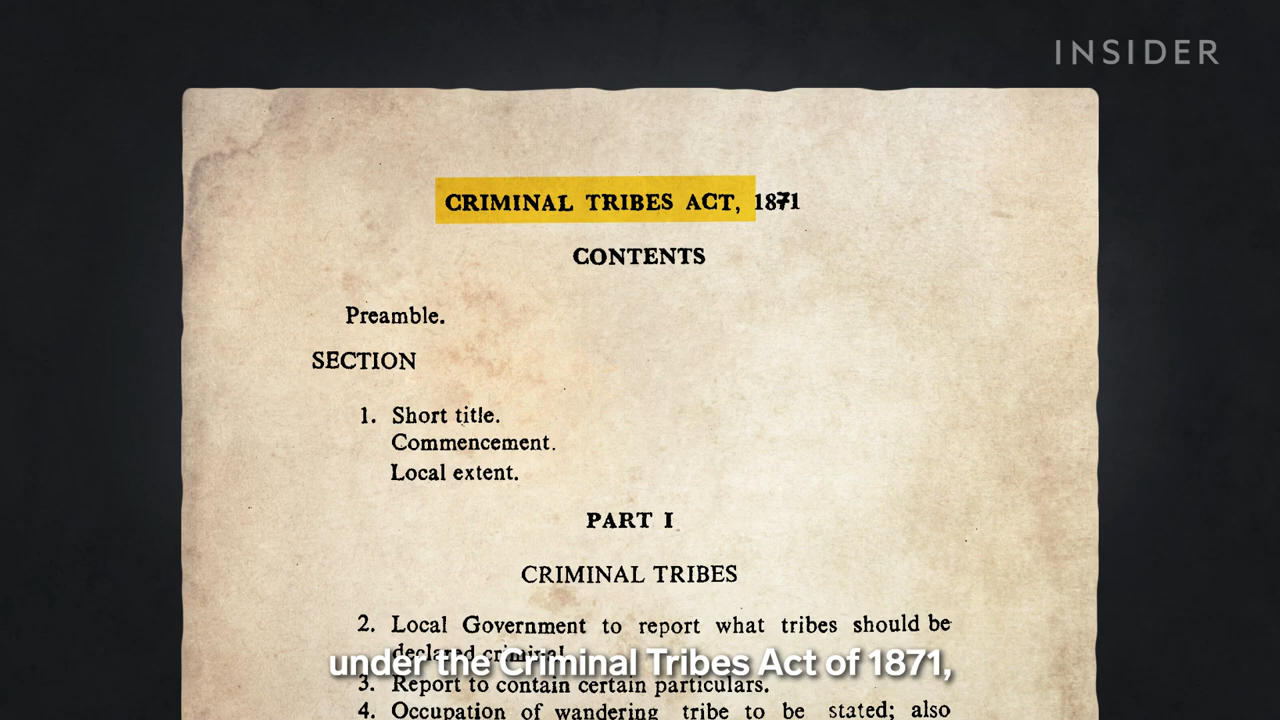 INSIDER
CRIMINAL TRIBES ACT, 1871
CONTENTS
Preamble.
SECTION
1. Short title.
Commencement.
Local extent.
PART I
CRIMINAL TRIBES
2. Local Government to report what tribes should be
declared criminal.
under the Criminal Tribes Act of 1871,
3. Report to contain certain particulars.
4. Occupation of wandering tribe to be stated; also